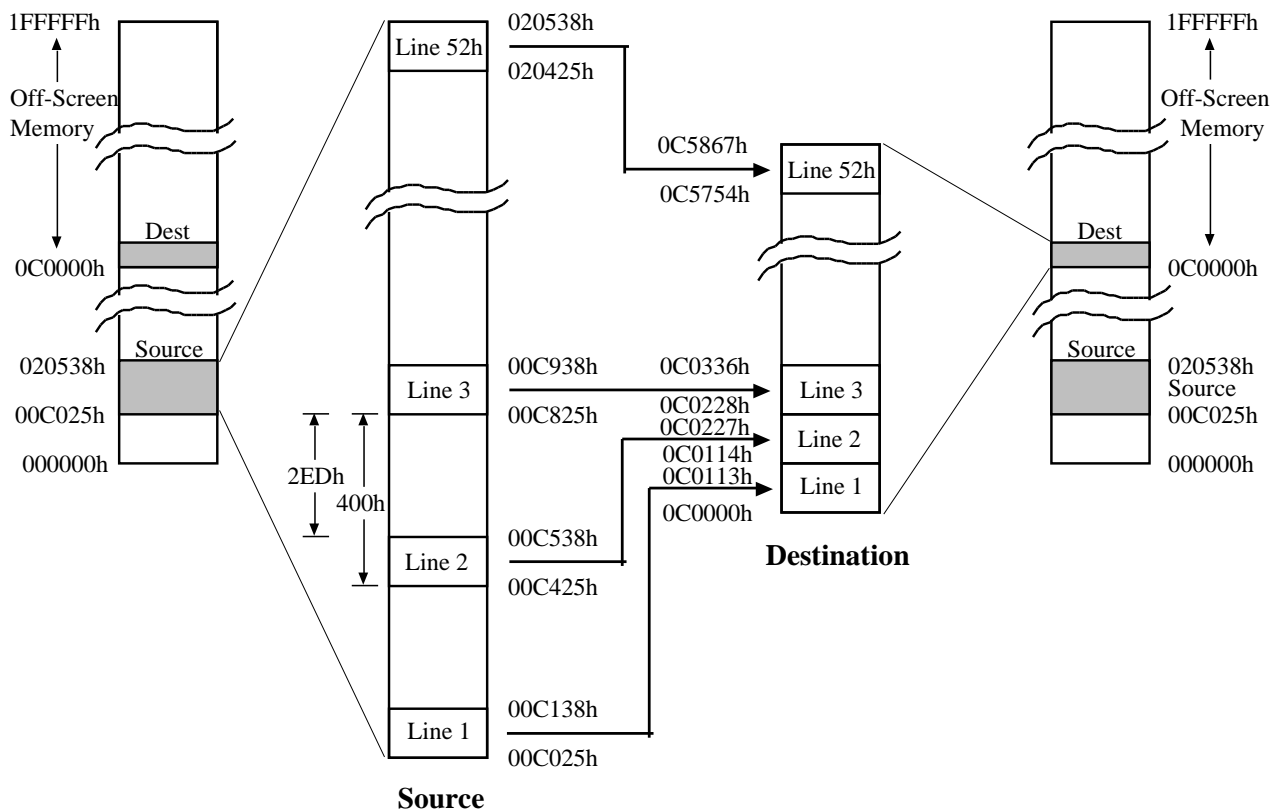 1FFFFFh
Off-Screen
Memory
Dest
0C0000h
Source
020538h
00C025h
000000h
Line 52h
020538h
020425h
Line 3
00C938h
00C825h
2EDh
400h
Line 2
00C538h
00C425h
Line 1
00C138h
00C025h
Source
0C5867h
0C5754h
Line 52h
0C0336h
0C0228h
Line 3
0C0227h
0C0114h
Line 2
0C0113h
0C0000h
Line 1
Destination
1FFFFFh
Off-Screen
Memory
Dest
0C0000h
Source
020538h
Source
00C025h
000000h